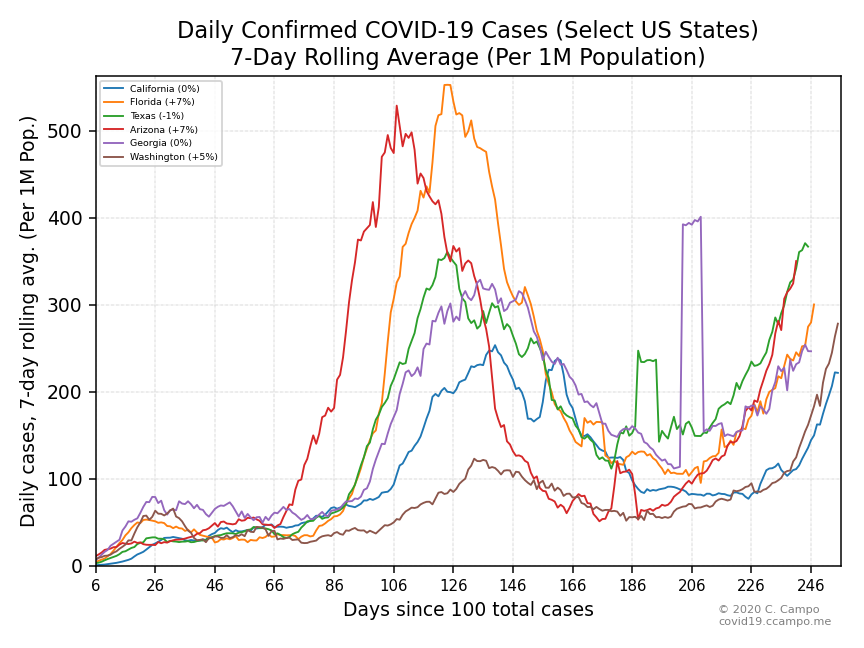 Daily Confirmed COVID-19 Cases (Select US States)
7-Day Rolling Average (Per 1M Population)
California (0%)
Florida (+7%)
Texas (-1%)
Arizona (+7%)
Georgia (0%)
Washington (+5%)
Daily cases, 7-day rolling avg. (Per 1M Pop.)
500
400
300
200
100
0
6 26 46 66 86 106 126 146 166 186 206 226 246
Days since 100 total cases
© 2020 C. Campo
covid19.ccampo.me